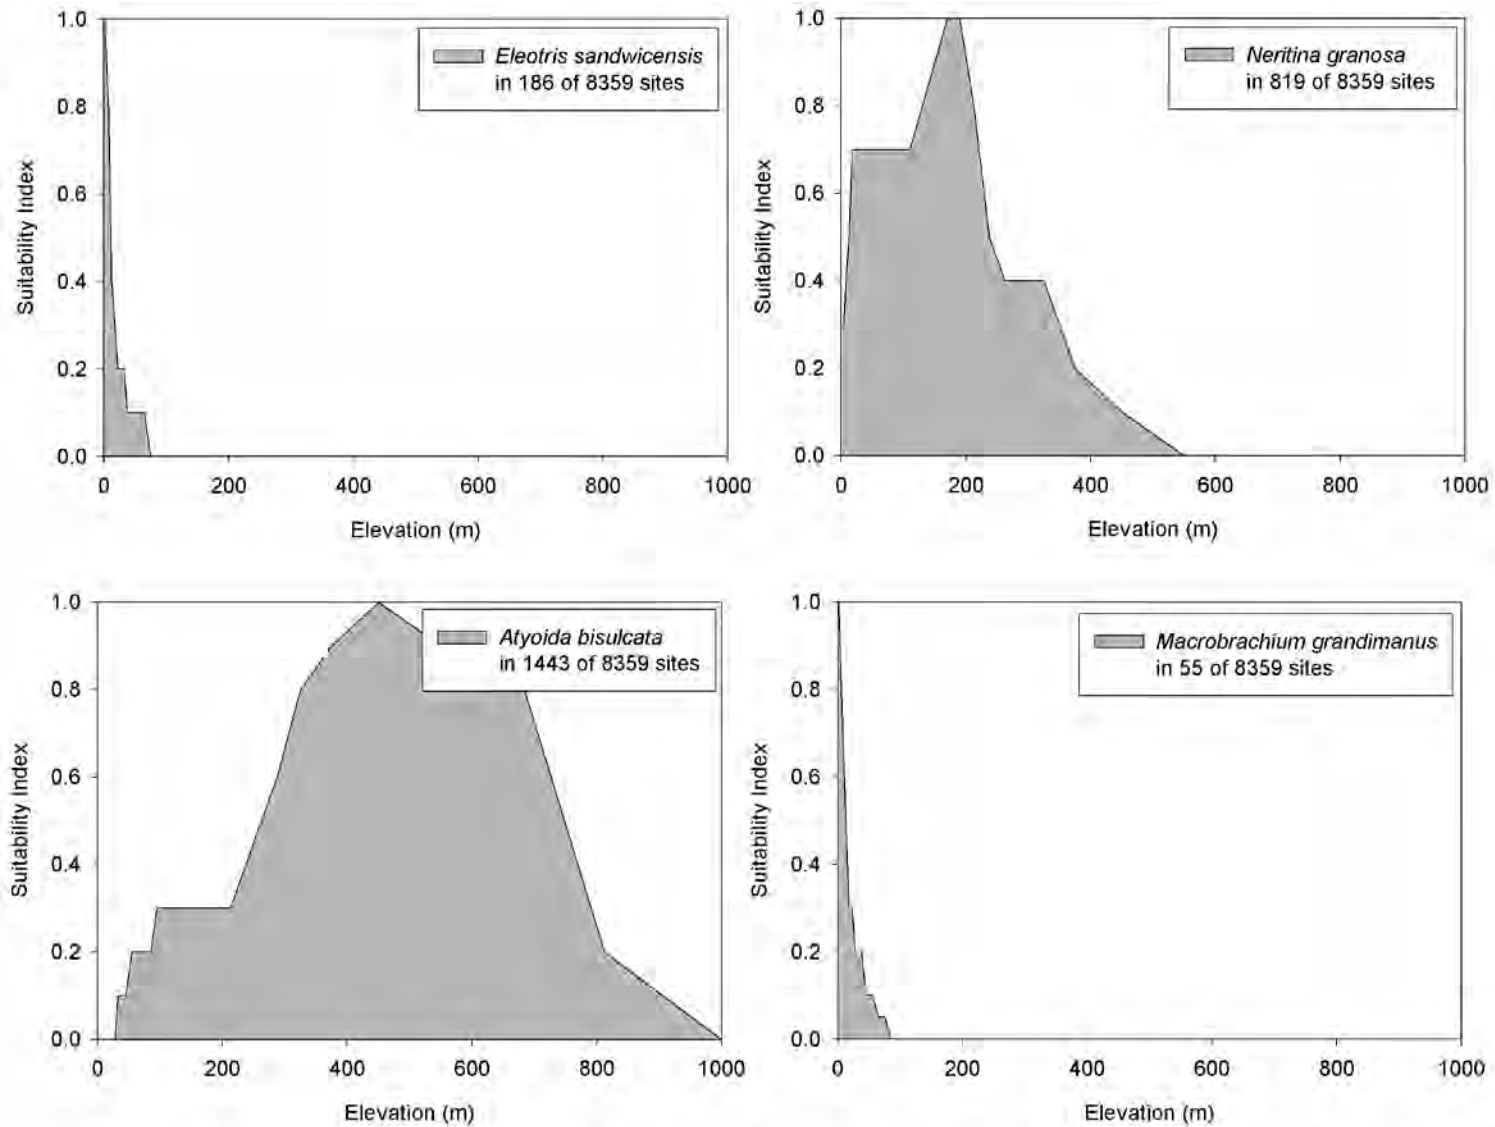 1.0
0.8
0.6
0.4
0.2
0.0
Suitability Index
Eleotris sandwicensis
in 186 of 8359 sites
0 200 400 600 800 1000
Elevation (m)
1.0
0.8
0.6
0.4
0.2
0.0
Suitability Index
Neritina granosa
in 819 of 8359 sites
0 200 400 600 800 1000
Elevation (m)
1.0
0.8
0.6
0.4
0.2
0.0
Suitability Index
Atyoida bisulcata
in 1443 of 8359 sites
0 200 400 600 800 1000
Elevation (m)
1.0
0.8
0.6
0.4
0.2
0.0
Suitability Index
Macrobrachium grandimanus
in 55 of 8359 sites
0 200 400 600 800 1000
Elevation (m)